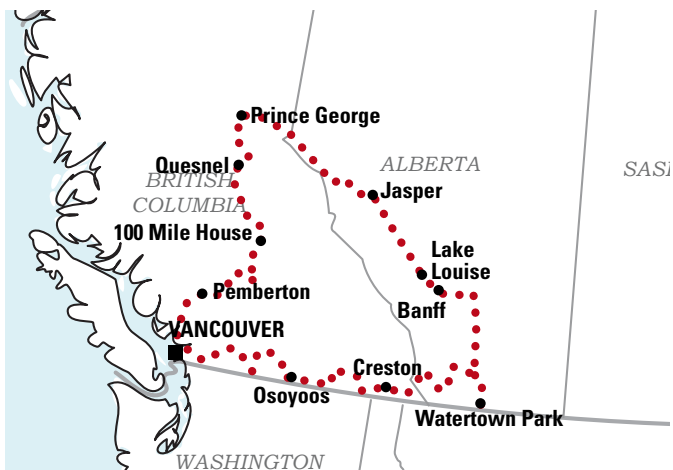 Prince George
Quesnel
ALBERTA
SASI
BRITISH
COLUMBIA
Jasper
100 Mile House
Lake
Louise
Pemberton
Banff
VANCOUVER
Creston
Osoyoos
Watertown Park
WASHINGTON